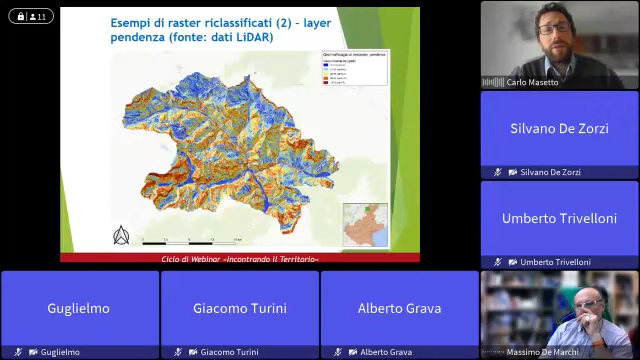 11
Esempi di raster riclassificati (2) – layer
pendenza (fonte: dati LiDAR)
Ciclo di Webinar «Incontrando il Territorio»
Carlo Masetto
Silvano De Zorzi
Silvano De Zorzi
Umberto Trivelloni
Umberto Trivelloni
Guglielmo
Guglielmo
Giacomo Turini
Giacomo Turini
Alberto Grava
Alberto Grava
Massimo De Marchi